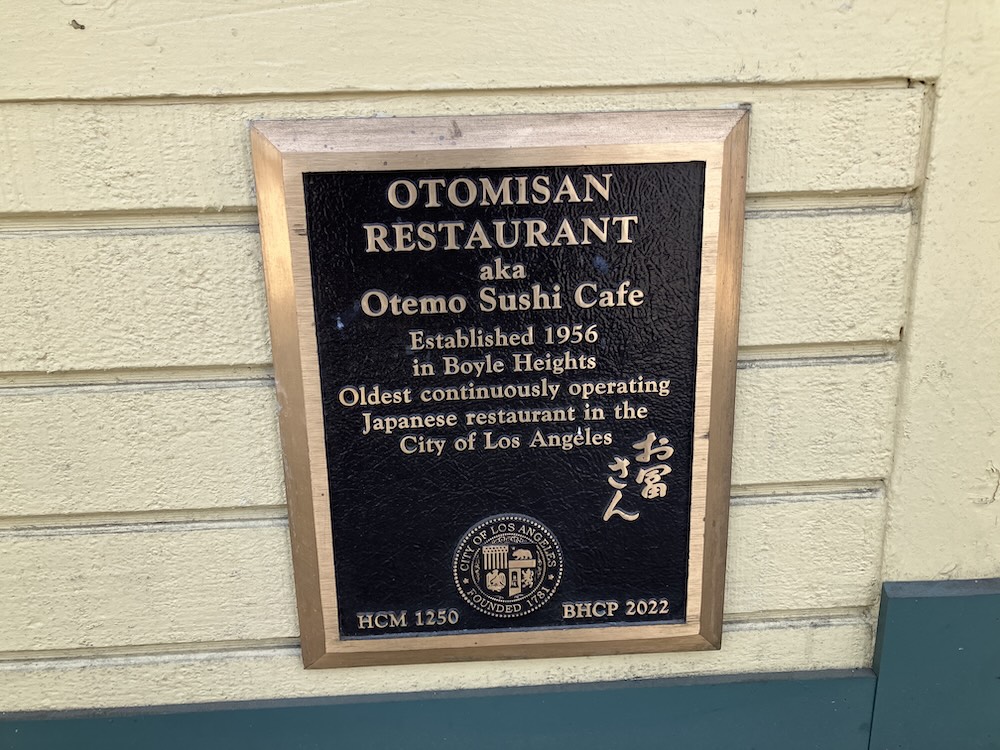 OTOMISAN
RESTAURANT
aka
Otemo Sushi Cafe
Established 1956
in Boyle Heights
Oldest continuously operating
Japanese restaurant in the
City of Los Angeles
お冨
さん
CITY OF LOS ANGELES
FOUNDED 1781
HCM 1250
BHCP 2022